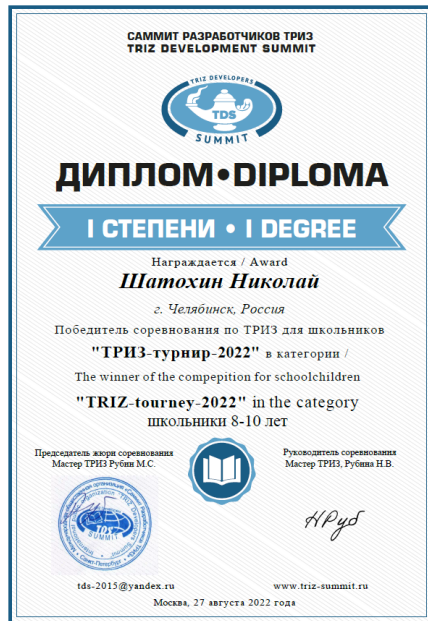 САММИТ РАЗРАБОТЧИКОВ ТРИЗ
TRIZ DEVELOPMENT SUMMIT
TRIZ DEVELOPERS
TDS
SUMMIT
ДИПЛОМ•DIPLOMA
I СТЕПЕНИ • I DEGREE
Награждается / Award
Шатохин Николай
г. Челябинск, Россия
Победитель соревнования по ТРИЗ для школьников
"ТРИЗ-турнир-2022" в категории /
The winner of the compepition for schoolchildren
"TRIZ-tourney-2022" in the category
школьники 8-10 лет
Председатель жюри соревнования
Мастер ТРИЗ Рубин М.С.
Руководитель соревнования
Мастер ТРИЗ, Рубина Н.В.
TDS
SUMMIT
НРуб
tds-2015@yandex.ru
www.triz-summit.ru
Москва, 27 августа 2022 года